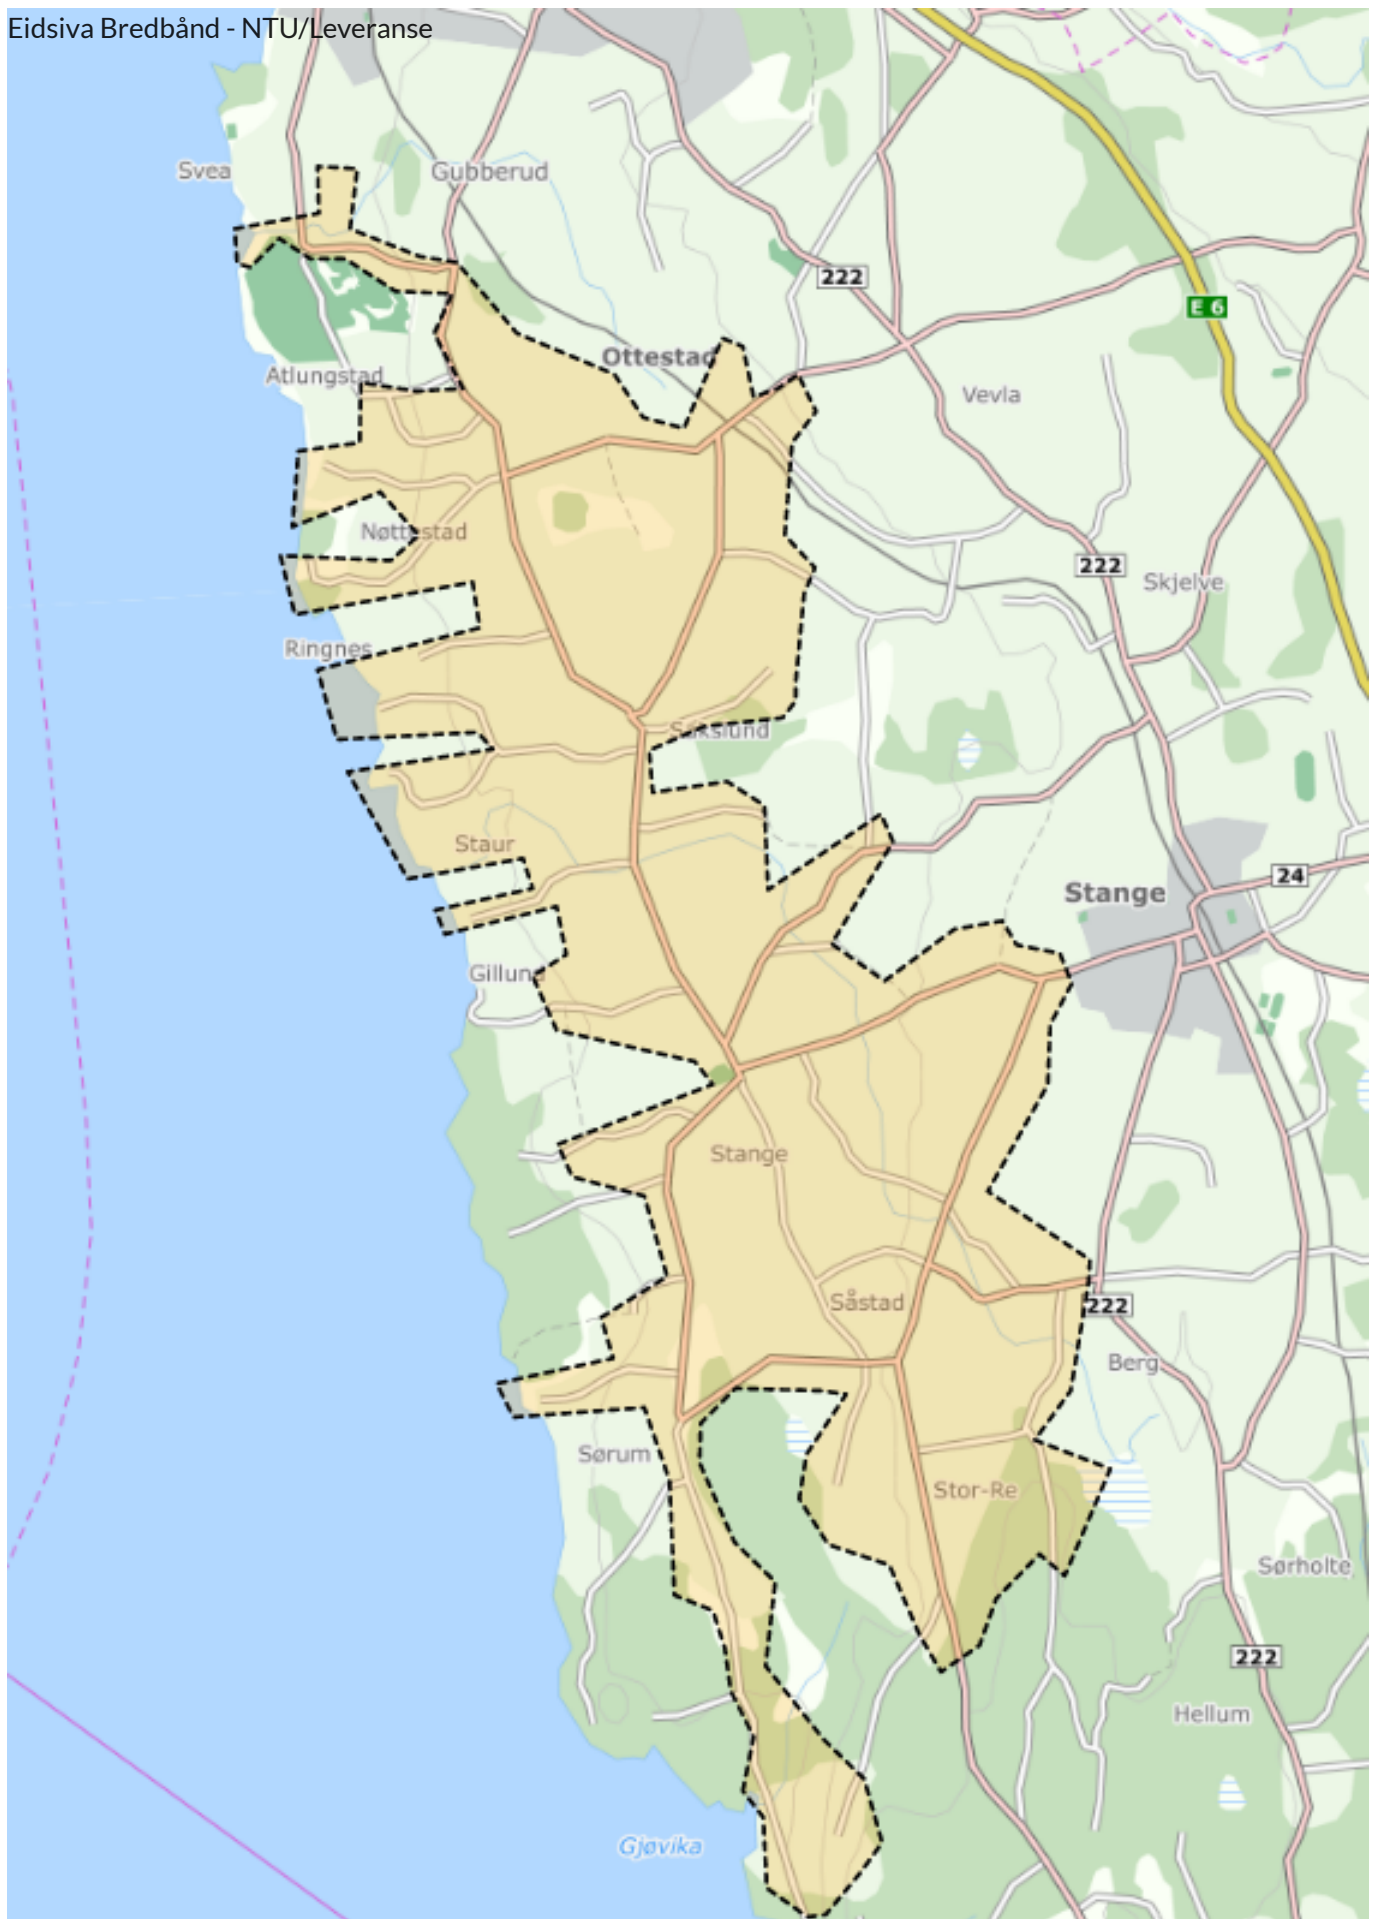 Eidsiva Bredbånd - NTU/Leveranse
Svea
Gubberud
222
E 6
Ottestad
Atlungstad
Vevla
Nøttestad
222
Skjelve
Ringnes
Sakslund
Staur
24
Stange
Gillund
Stange
Såstad
222
Berg
Sørum
Stor-Re
Sørholte
222
Hellum
Gjøvika